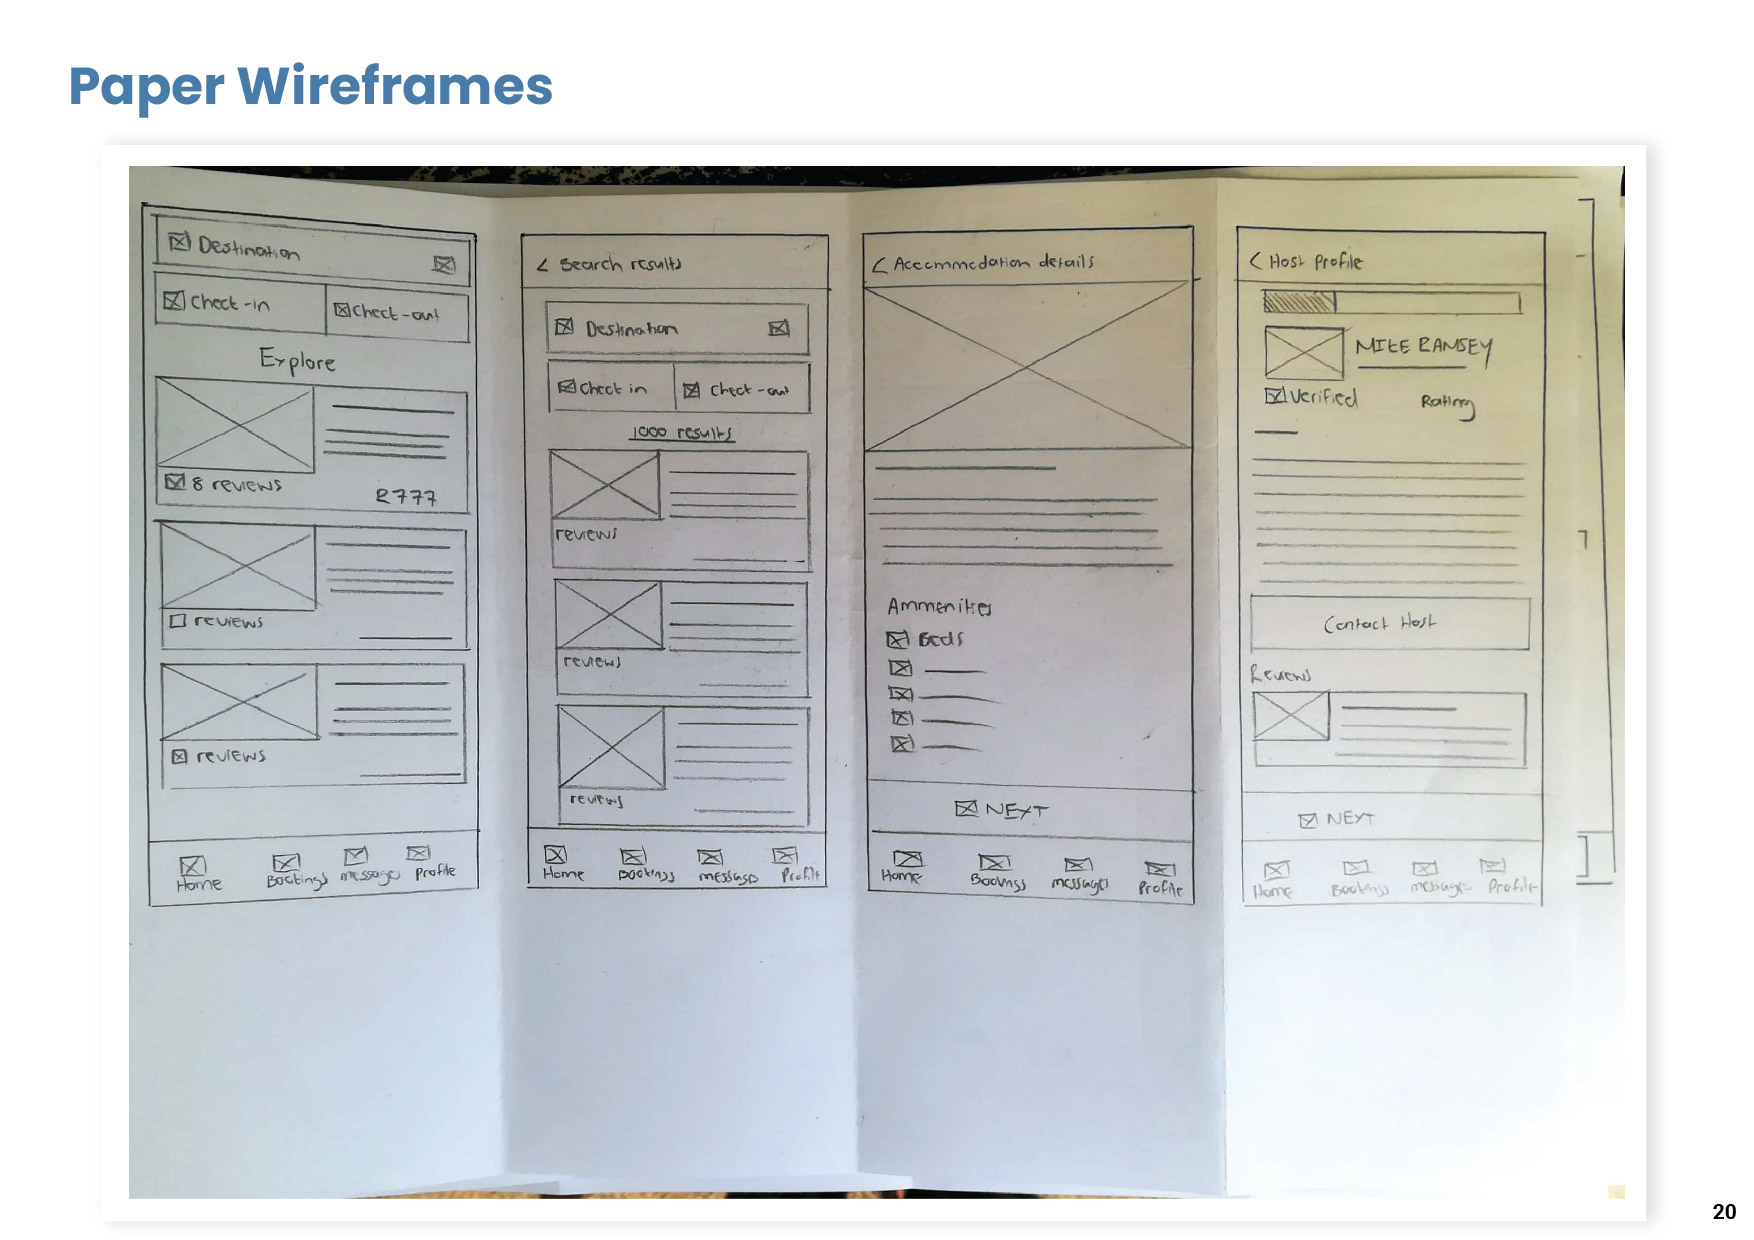 Paper Wireframes
Destination
Check-in
Check-out
Explore
8 reviews
R777
reviews
reviews
Home
Bookings
messages
Profile
< Search results
Destination
Check in
Check-out
1000 results
reviews
reviews
reviews
Home
Bookings
messages
Profile
< Accommodation details
Ammenities
Beds
NEXT
Home
Bookings
messages
Profile
< Host Profile
MIKE RAMSEY
Verified
Rating
Contact Host
Reviews
NEXT
Home
Bookings
messages
Profile
20